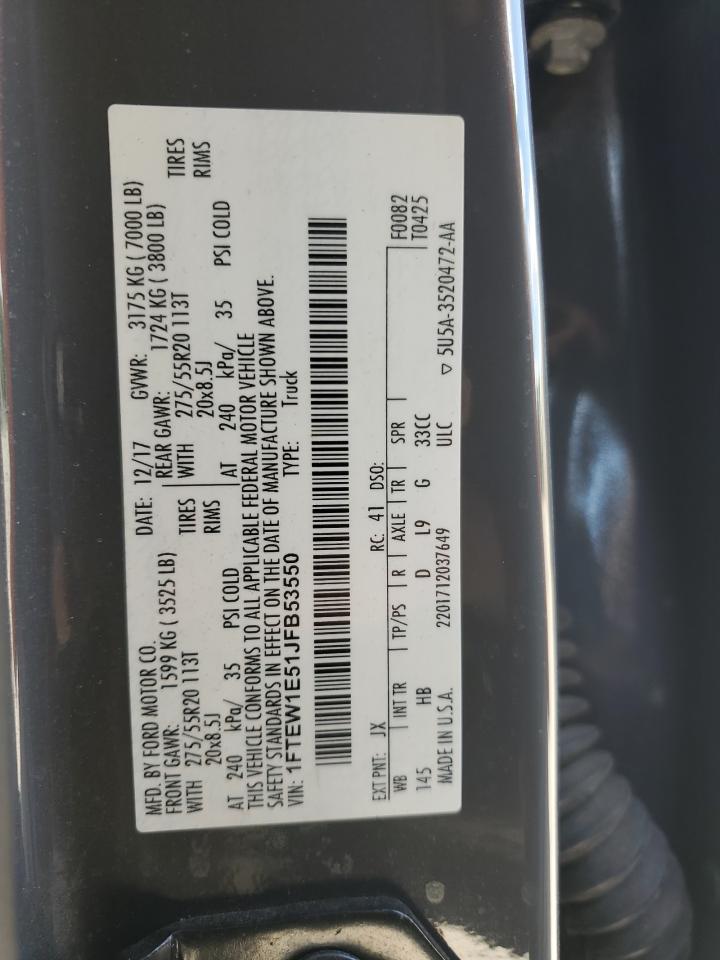 MFD. BY FORD MOTOR CO. DATE: 12/17 GVWR: 3175 KG ( 7000 LB)
FRONT GAWR: 1599 KG ( 3525 LB) REAR GAWR: 1724 KG ( 3800 LB)
WITH 275/55R20 113T TIRES WITH 275/55R20 113T TIRES
20x8.5J RIMS 20x8.5J RIMS
AT 240 kPa/ 35 PSI COLD AT 240 kPa/ 35 PSI COLD
THIS VEHICLE CONFORMS TO ALL APPLICABLE FEDERAL MOTOR VEHICLE
SAFETY STANDARDS IN EFFECT ON THE DATE OF MANUFACTURE SHOWN ABOVE.
VIN: 1FTEW1E51JFB53550 TYPE: Truck
EXT PNT: JX RC: 41 DSO:
WB INT TR TP/PS R AXLE TR SPR F0082
145 HB D L9 G 33CC T0425
MADE IN U.S.A. 2201712037649 ULC ▽ 5U5A-3520472-AA